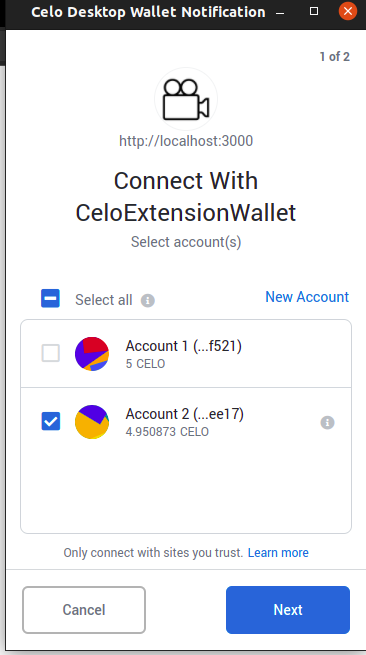 Celo Desktop Wallet Notification
1 of 2
http://localhost:3000
Connect With
CeloExtensionWallet
Select account(s)
Select all
New Account
Account 1 (...f521)
5 CELO
Account 2 (...ee17)
4.950873 CELO
Only connect with sites you trust. Learn more
Cancel
Next